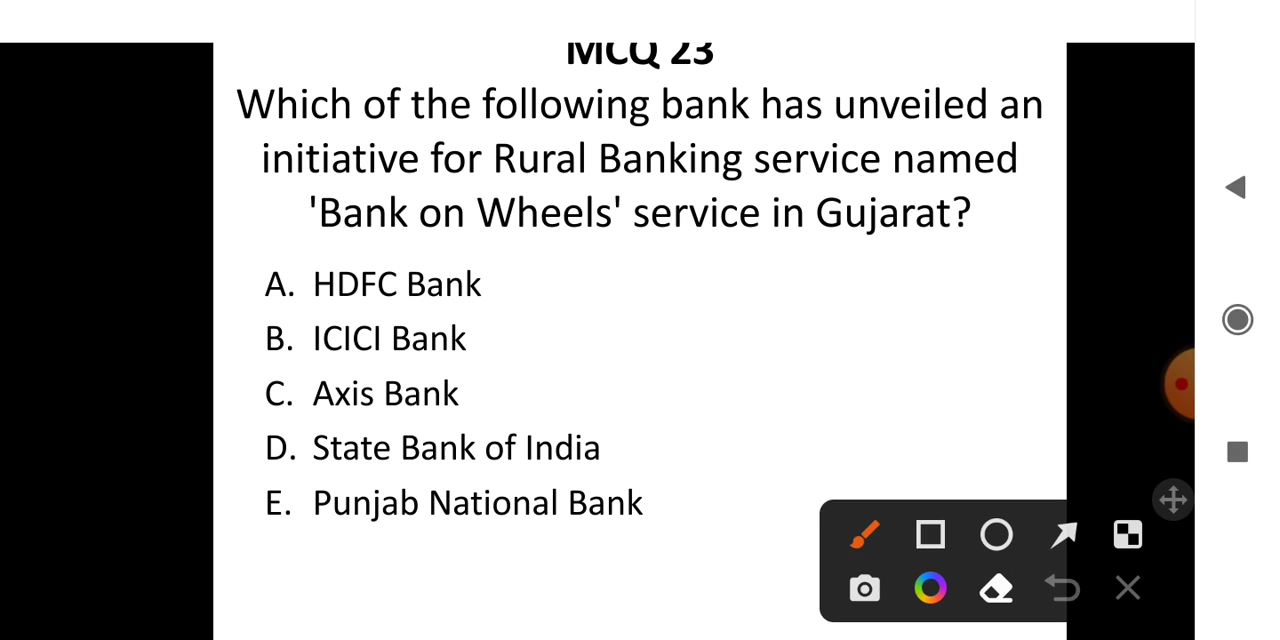 MCQ 23
Which of the following bank has unveiled an
initiative for Rural Banking service named
'Bank on Wheels' service in Gujarat?
A. HDFC Bank
B. ICICI Bank
C. Axis Bank
D. State Bank of India
E. Punjab National Bank